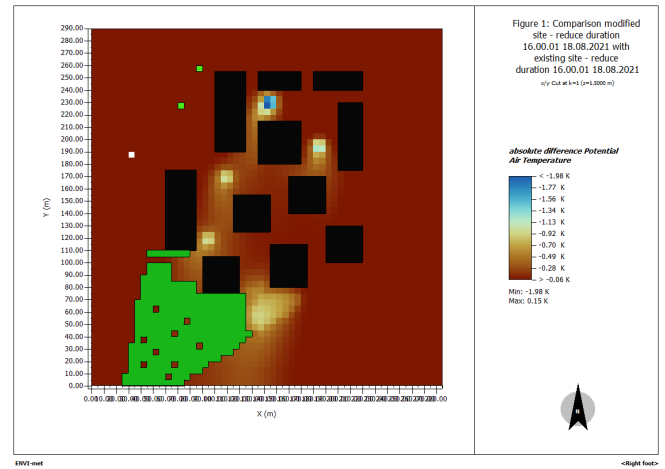 Figure 1: Comparison modified
site - reduce duration
16.00.01 18.08.2021 with
existing site - reduce
duration 16.00.01 18.08.2021
x/y Cut at k=1 (z=1.5000 m)
absolute difference Potential
Air Temperature
< -1.98 K
-1.77 K
-1.56 K
-1.34 K
-1.13 K
-0.92 K
-0.70 K
-0.49 K
-0.28 K
> -0.06 K
Min: -1.98 K
Max: 0.15 K
N
290.00
280.00
270.00
260.00
250.00
240.00
230.00
220.00
210.00
200.00
190.00
180.00
170.00
160.00
150.00
140.00
130.00
120.00
110.00
100.00
90.00
80.00
70.00
60.00
50.00
40.00
30.00
20.00
10.00
0.00
Y (m)
X (m)
ENVI-met
<Right foot>